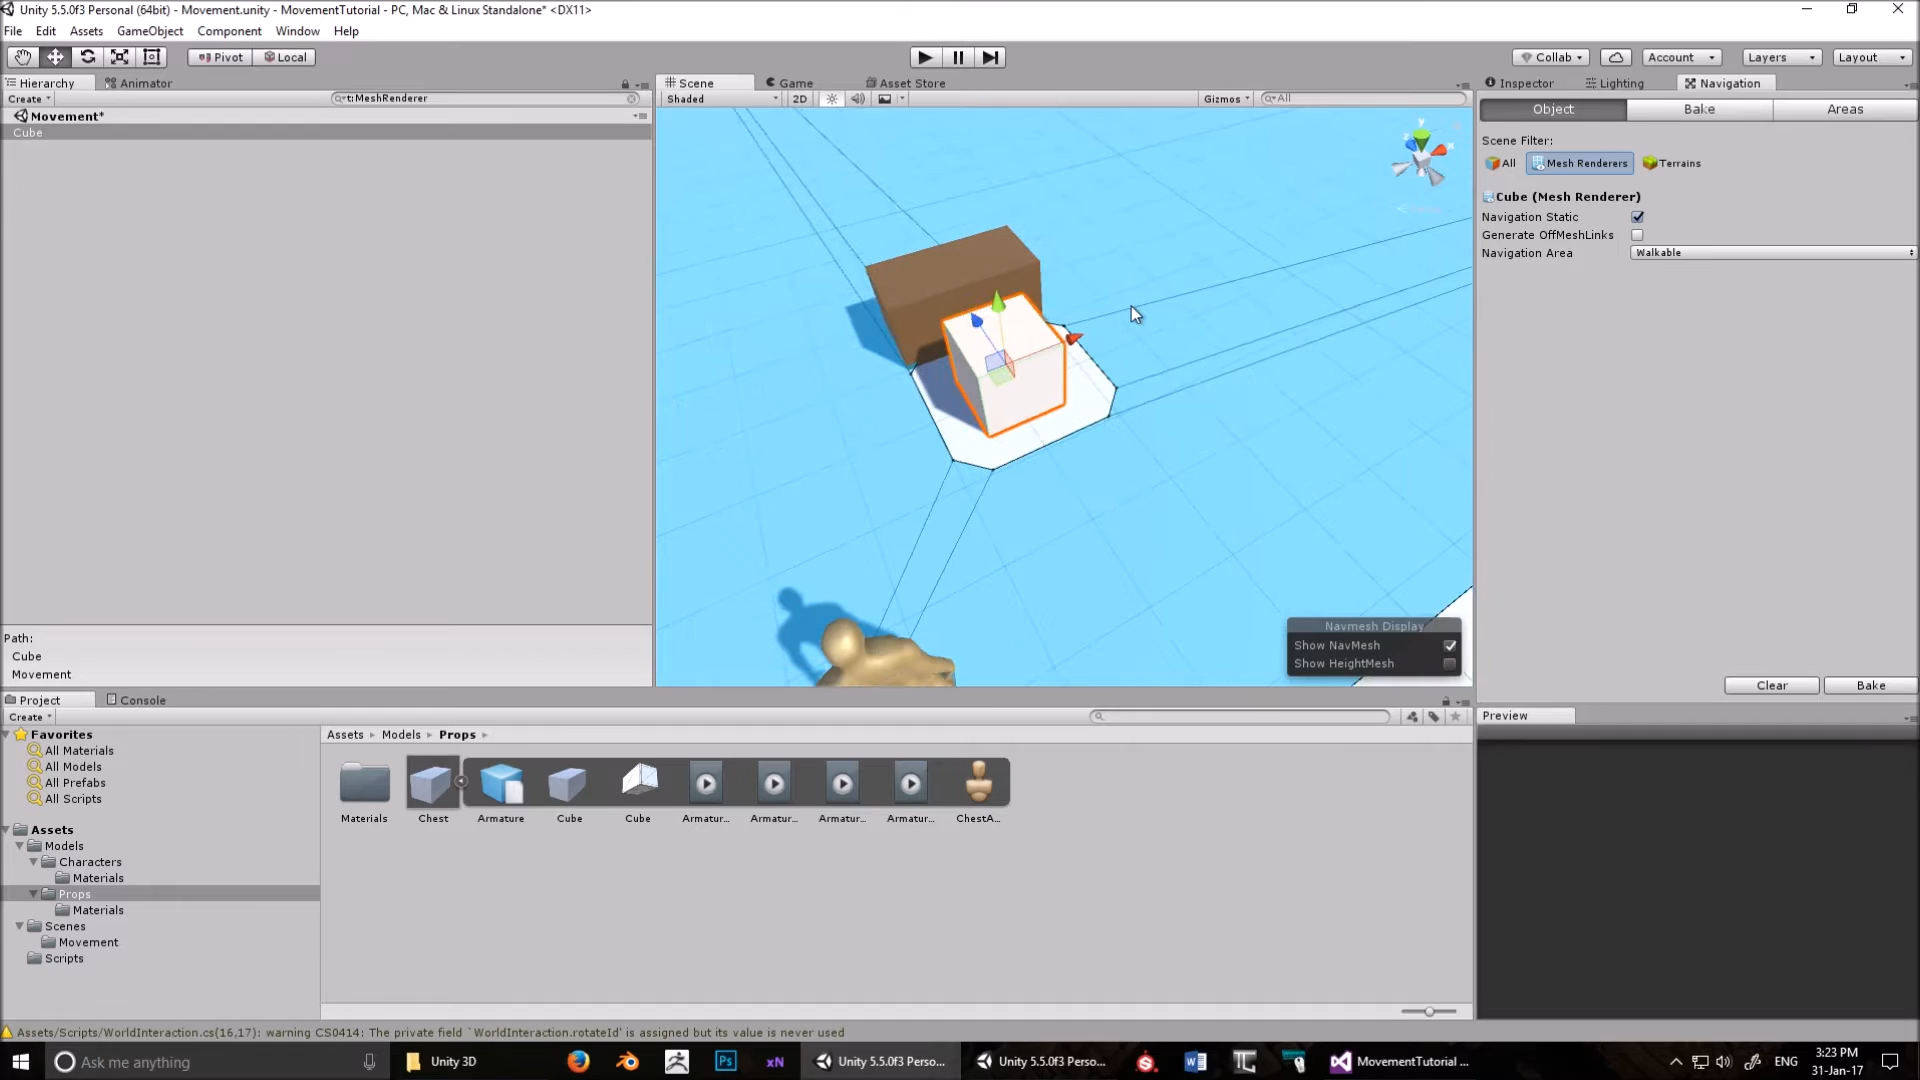 Unity 5.5.0f3 Personal (64bit) - Movement.unity - MovementTutorial - PC, Mac & Linux Standalone* <DX11>
File Edit Assets GameObject Component Window Help
Pivot Local Collab Account Layers Layout
Hierarchy Animator Scene Game Asset Store Inspector Lighting Navigation
Create t:MeshRenderer Shaded 2D Gizmos All
Object Bake Areas
Movement*
Cube
Scene Filter:
All Mesh Renderers Terrains
Cube (Mesh Renderer)
Navigation Static
Generate OffMeshLinks
Navigation Area Walkable
y
x
z
Navmesh Display
Show NavMesh
Show HeightMesh
Clear Bake
Path:
Cube
Movement
Project Console
Preview
Create
Favorites
All Materials
All Models
All Prefabs
All Scripts
Assets
Models
Characters
Materials
Props
Materials
Scenes
Movement
Scripts
Assets Models Props
Materials Chest Armature Cube Cube Armatur... Armatur... Armatur... Armatur... ChestA...
Assets/Scripts/WorldInteraction.cs(16,17): warning CS0414: The private field `WorldInteraction.rotateId' is assigned but its value is never used
Ask me anything Unity 3D Ps xN Unity 5.5.0f3 Perso... Unity 5.5.0f3 Perso... MovementTutorial ... ENG 3:23 PM
31-Jan-17